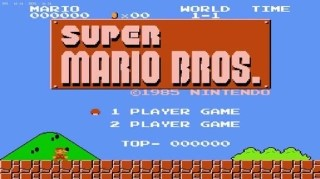 MARIO WORLD TIME
000000 ×00 1-1
SUPER
MARIO BROS.
©1985 NINTENDO
1 PLAYER GAME
2 PLAYER GAME
TOP- 000000